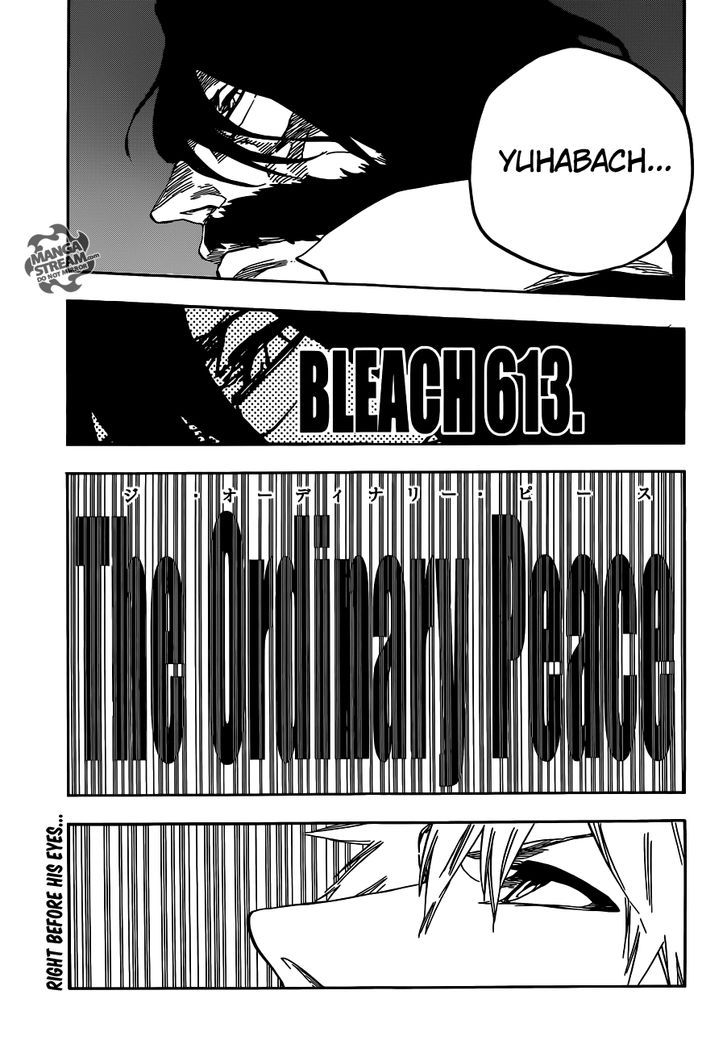 YUHABACH...
MANGA
STREAM.com
DO NOT MIRROR
BLEACH 613.
ジ・オーディナリー・ピース
The Ordinary Peace
RIGHT BEFORE HIS EYES...